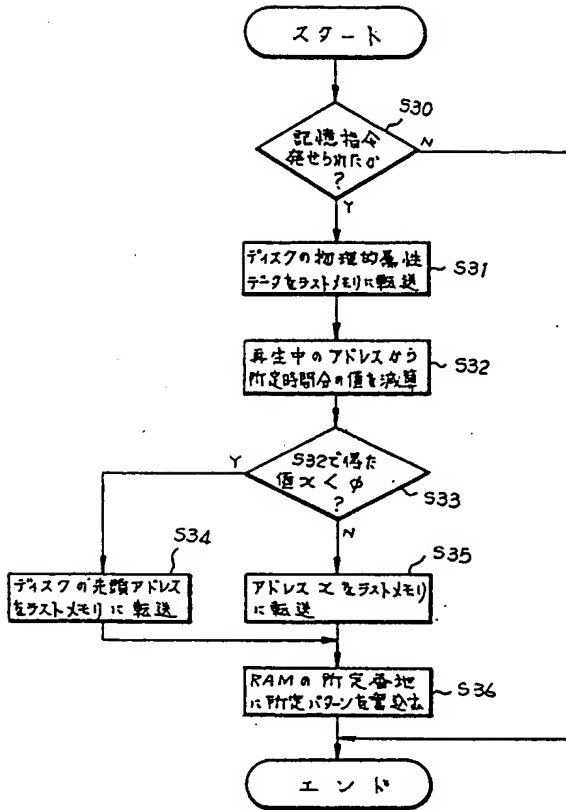 スタート
S30
記憶指令
発せられたか
?
N
Y
ディスクの物理的属性
データをラストメモリに転送
S31
再生中のアドレスから
所定時間分の値を減算
S32
S32で得た
値x < φ
?
Y
S33
N
S34
ディスクの先頭アドレス
をラストメモリに転送
S35
アドレスxをラストメモリ
に転送
RAMの所定番地
に所定パターンを書込む
S36
エンド